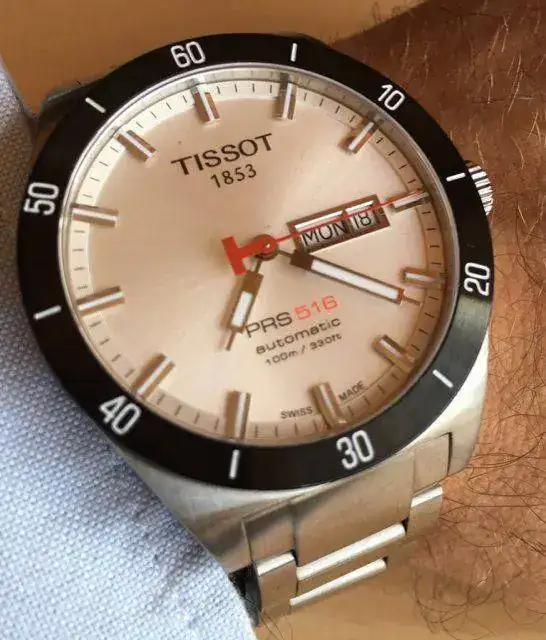 60
10
20
30
40
50
TISSOT
1853
MON 18
PRS 516
automatic
100m / 330ft
SWISS MADE